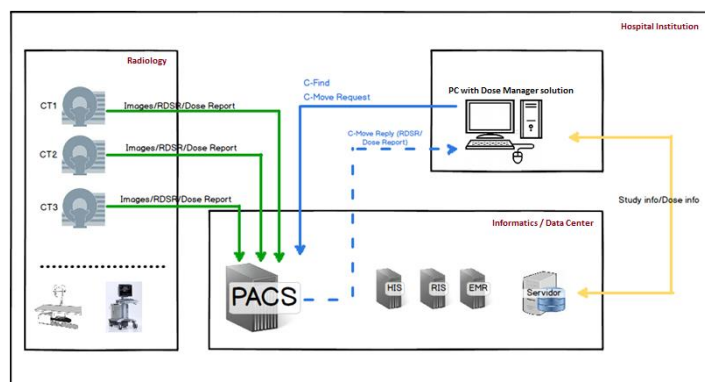 Hospital Institution
Radiology
CT1
Images/RDSR/Dose Report
CT2
Images/RDSR/Dose Report
CT3
Images/RDSR/Dose Report
C-Find
C-Move Request
C-Move Reply (RDSR/
Dose Report)
PC with Dose Manager solution
Study info/Dose info
Informatics / Data Center
PACS
HIS
RIS
EMR
Servidor